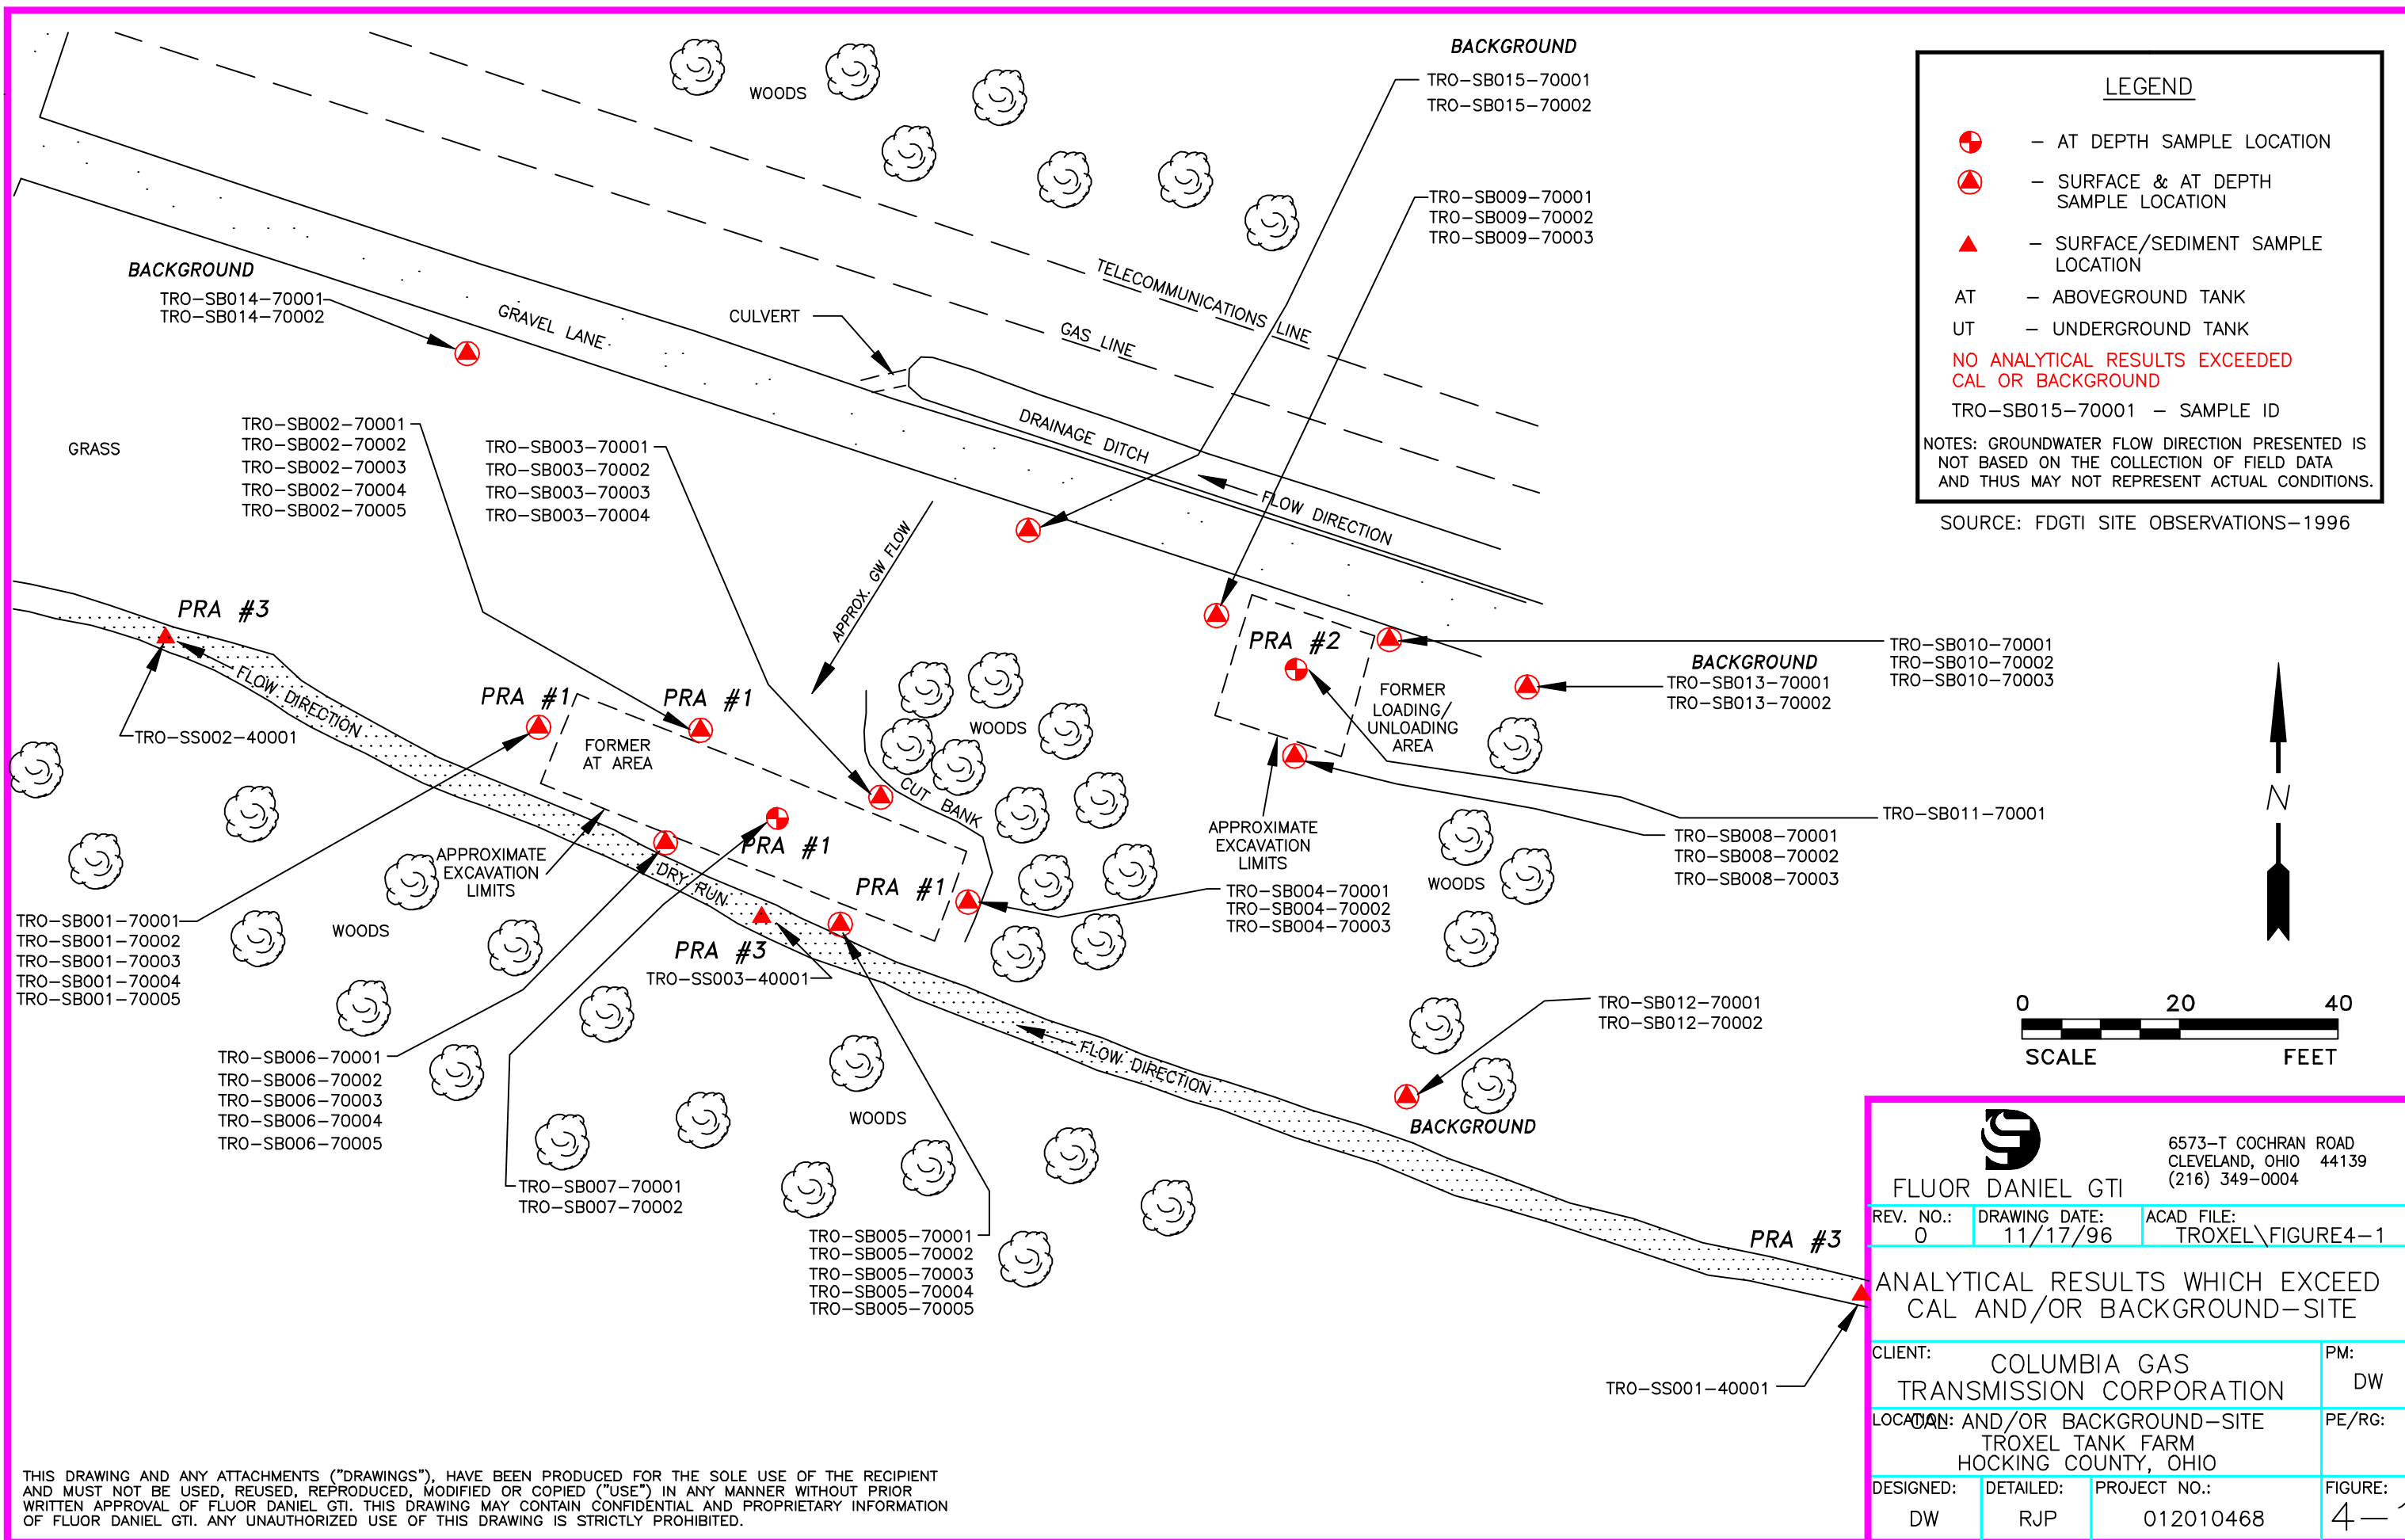 BACKGROUND
TRO-SB015-70001
TRO-SB015-70002
WOODS
TRO-SB009-70001
TRO-SB009-70002
TRO-SB009-70003
LEGEND
- AT DEPTH SAMPLE LOCATION
- SURFACE & AT DEPTH
SAMPLE LOCATION
- SURFACE/SEDIMENT SAMPLE
LOCATION
AT - ABOVEGROUND TANK
UT - UNDERGROUND TANK
NO ANALYTICAL RESULTS EXCEEDED
CAL OR BACKGROUND
TRO-SB015-70001 - SAMPLE ID
NOTES: GROUNDWATER FLOW DIRECTION PRESENTED IS
NOT BASED ON THE COLLECTION OF FIELD DATA
AND THUS MAY NOT REPRESENT ACTUAL CONDITIONS.
SOURCE: FDGTI SITE OBSERVATIONS-1996
BACKGROUND
TRO-SB014-70001
TRO-SB014-70002
GRAVEL LANE
CULVERT
TELECOMMUNICATIONS LINE
GAS LINE
DRAINAGE DITCH
FLOW DIRECTION
GRASS
TRO-SB002-70001
TRO-SB002-70002
TRO-SB002-70003
TRO-SB002-70004
TRO-SB002-70005
TRO-SB003-70001
TRO-SB003-70002
TRO-SB003-70003
TRO-SB003-70004
APPROX. GW FLOW
PRA #3
FLOW DIRECTION
TRO-SS002-40001
PRA #1
PRA #1
FORMER
AT AREA
WOODS
CUT BANK
PRA #2
FORMER
LOADING/
UNLOADING
AREA
BACKGROUND
TRO-SB013-70001
TRO-SB013-70002
TRO-SB010-70001
TRO-SB010-70002
TRO-SB010-70003
TRO-SB011-70001
TRO-SB008-70001
TRO-SB008-70002
TRO-SB008-70003
APPROXIMATE
EXCAVATION
LIMITS
N
APPROXIMATE
EXCAVATION
LIMITS
PRA #1
DRY RUN
PRA #1
TRO-SB004-70001
TRO-SB004-70002
TRO-SB004-70003
WOODS
TRO-SB001-70001
TRO-SB001-70002
TRO-SB001-70003
TRO-SB001-70004
TRO-SB001-70005
WOODS
PRA #3
TRO-SS003-40001
TRO-SB012-70001
TRO-SB012-70002
BACKGROUND
0 20 40
SCALE FEET
TRO-SB006-70001
TRO-SB006-70002
TRO-SB006-70003
TRO-SB006-70004
TRO-SB006-70005
FLOW DIRECTION
WOODS
TRO-SB007-70001
TRO-SB007-70002
TRO-SB005-70001
TRO-SB005-70002
TRO-SB005-70003
TRO-SB005-70004
TRO-SB005-70005
PRA #3
TRO-SS001-40001
FLUOR DANIEL GTI
6573-T COCHRAN ROAD
CLEVELAND, OHIO 44139
(216) 349-0004
REV. NO.: DRAWING DATE: ACAD FILE:
0 11/17/96 TROXEL\FIGURE4-1
ANALYTICAL RESULTS WHICH EXCEED
CAL AND/OR BACKGROUND-SITE
CLIENT:
COLUMBIA GAS
TRANSMISSION CORPORATION
PM:
DW
LOCATION: CAL AND/OR BACKGROUND-SITE
TROXEL TANK FARM
HOCKING COUNTY, OHIO
PE/RG:
DESIGNED: DETAILED: PROJECT NO.: FIGURE:
DW RJP 012010468 4-1
THIS DRAWING AND ANY ATTACHMENTS ("DRAWINGS"), HAVE BEEN PRODUCED FOR THE SOLE USE OF THE RECIPIENT
AND MUST NOT BE USED, REUSED, REPRODUCED, MODIFIED OR COPIED ("USE") IN ANY MANNER WITHOUT PRIOR
WRITTEN APPROVAL OF FLUOR DANIEL GTI. THIS DRAWING MAY CONTAIN CONFIDENTIAL AND PROPRIETARY INFORMATION
OF FLUOR DANIEL GTI. ANY UNAUTHORIZED USE OF THIS DRAWING IS STRICTLY PROHIBITED.